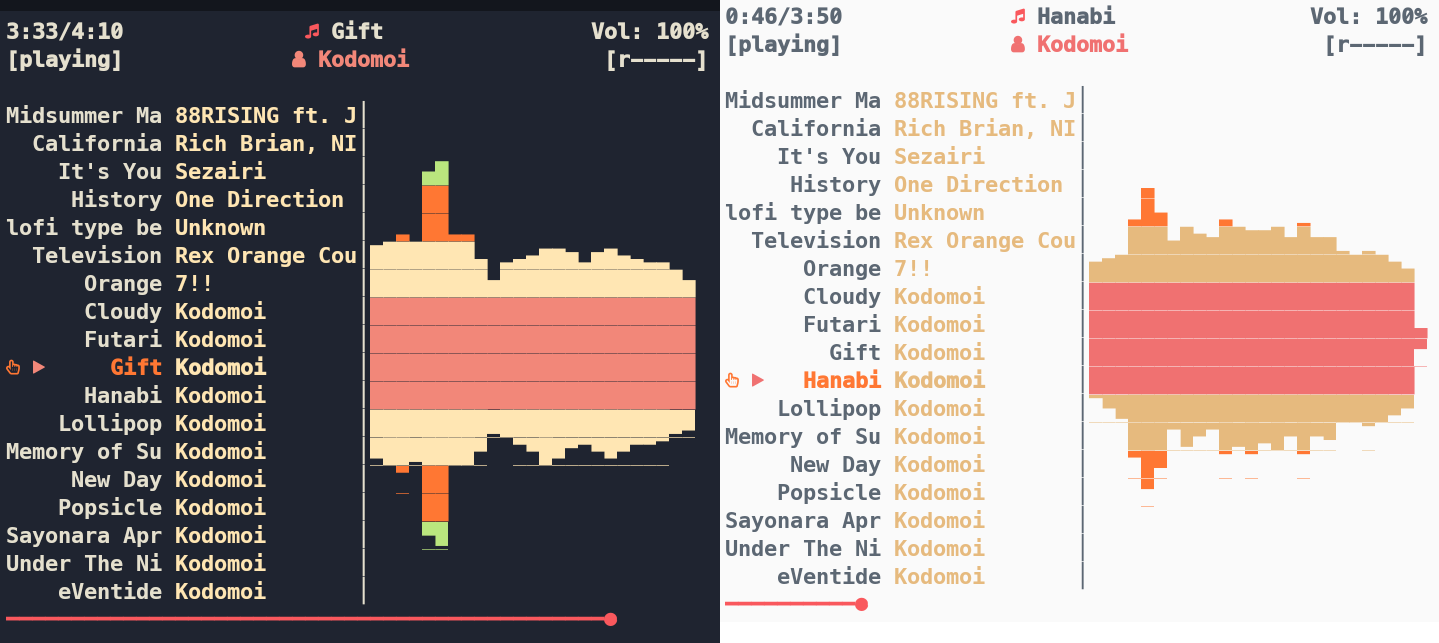 3:33/4:10 Gift Vol: 100%
[playing] Kodomoi [r-----]
Midsummer Ma 88RISING ft. J
California Rich Brian, NI
It's You Sezairi
History One Direction
lofi type be Unknown
Television Rex Orange Cou
Orange 7!!
Cloudy Kodomoi
Futari Kodomoi
Gift Kodomoi
Hanabi Kodomoi
Lollipop Kodomoi
Memory of Su Kodomoi
New Day Kodomoi
Popsicle Kodomoi
Sayonara Apr Kodomoi
Under The Ni Kodomoi
eVentide Kodomoi
0:46/3:50 Hanabi Vol: 100%
[playing] Kodomoi [r-----]
Midsummer Ma 88RISING ft. J
California Rich Brian, NI
It's You Sezairi
History One Direction
lofi type be Unknown
Television Rex Orange Cou
Orange 7!!
Cloudy Kodomoi
Futari Kodomoi
Gift Kodomoi
Hanabi Kodomoi
Lollipop Kodomoi
Memory of Su Kodomoi
New Day Kodomoi
Popsicle Kodomoi
Sayonara Apr Kodomoi
Under The Ni Kodomoi
eVentide Kodomoi